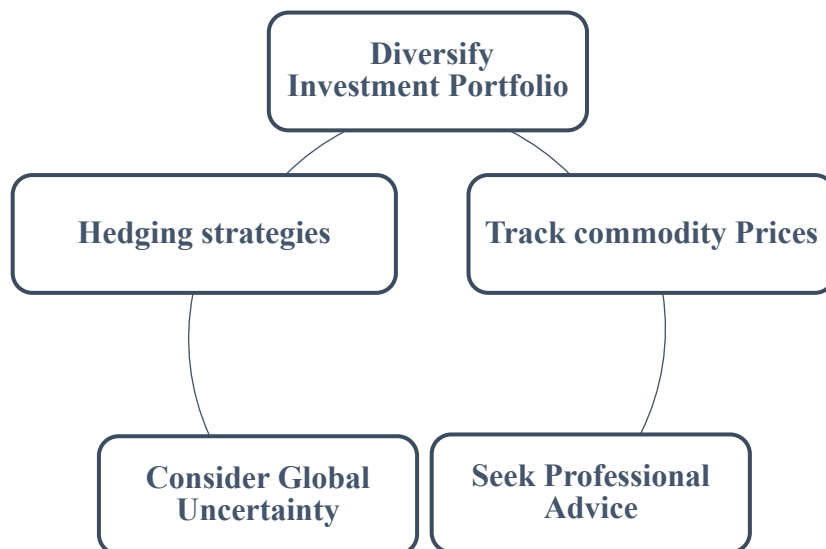 Diversify
Investment Portfolio
Hedging strategies
Track commodity Prices
Consider Global
Uncertainty
Seek Professional
Advice